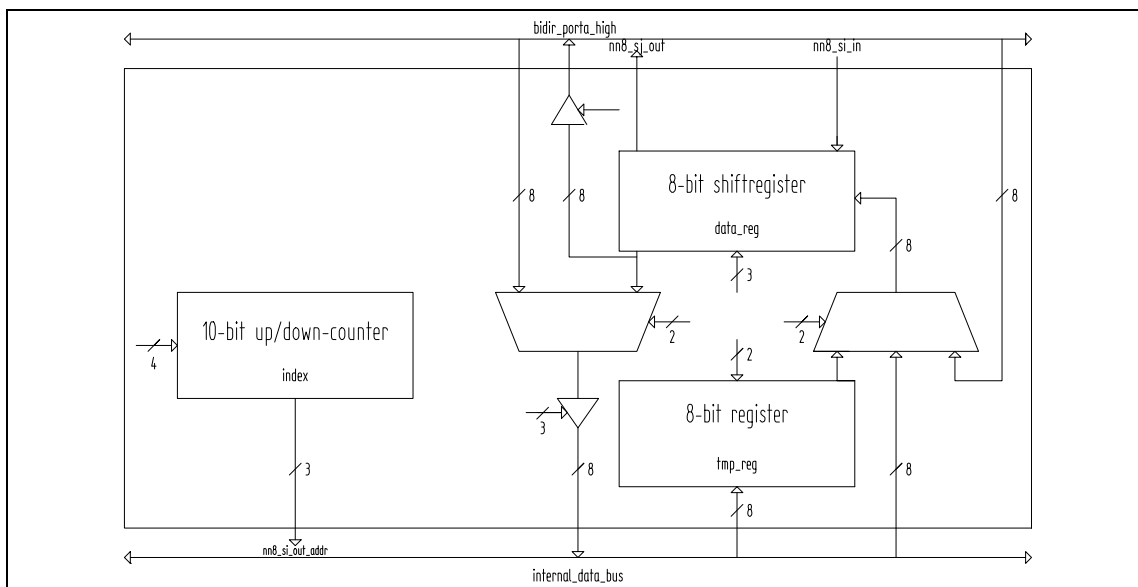 bidir_porta_high
nn8_si_out
nn8_si_in
8
8
8-bit shiftregister
data_reg
8
8
3
10-bit up/down-counter
index
4
2
2
2
8-bit register
tmp_reg
3
3
8
8
8
nn8_si_out_addr
internal_data_bus